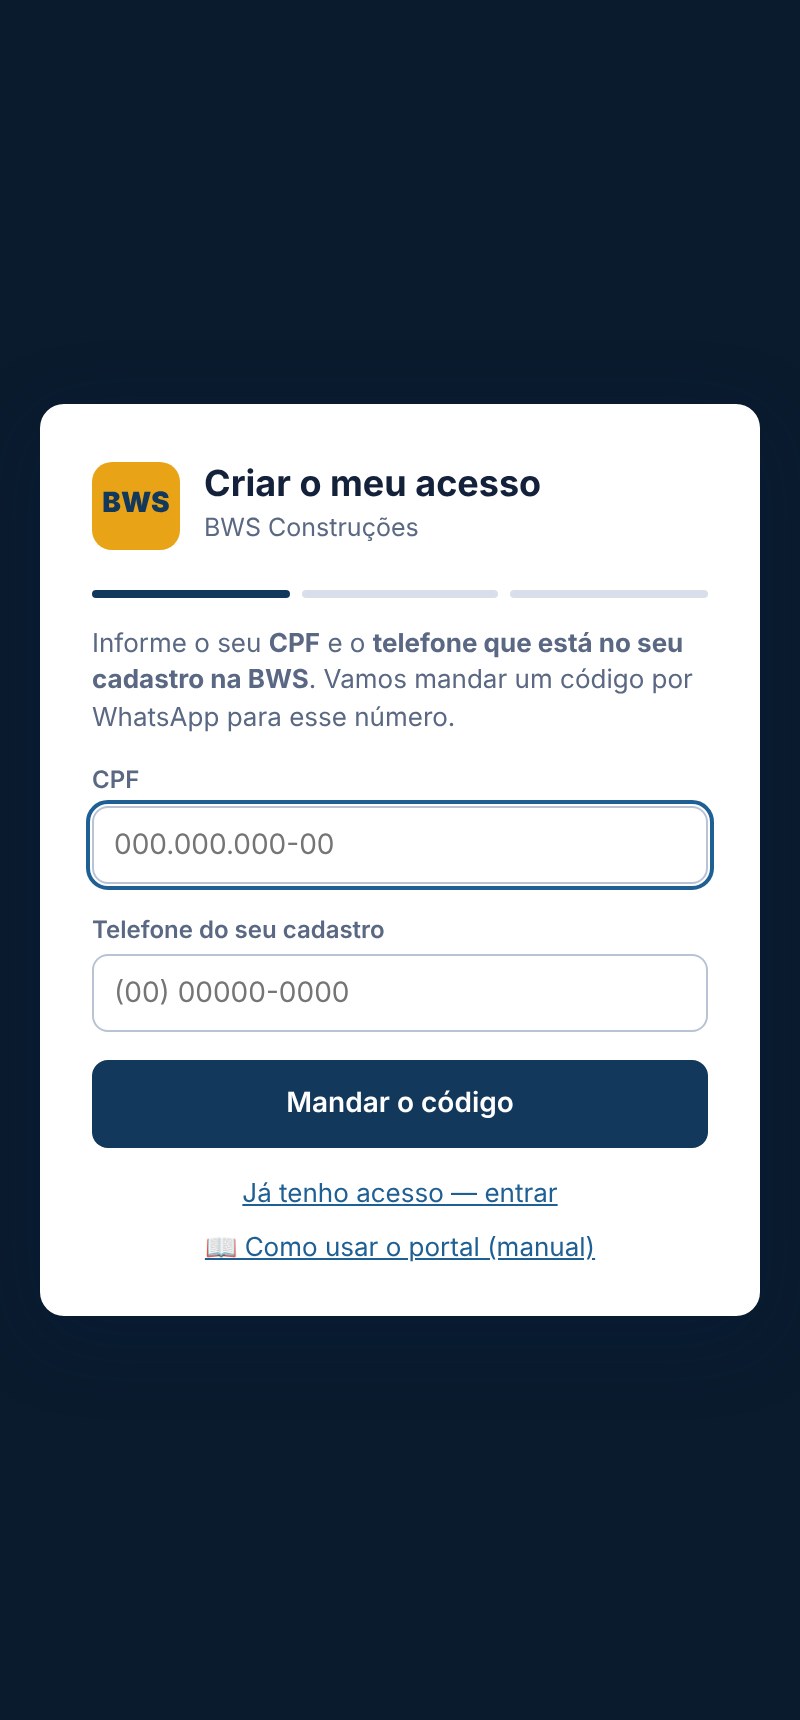 BWS
Criar o meu acesso
BWS Construções
Informe o seu CPF e o telefone que está no seu
cadastro na BWS. Vamos mandar um código por
WhatsApp para esse número.
CPF
000.000.000-00
Telefone do seu cadastro
(00) 00000-0000
Mandar o código
Já tenho acesso — entrar
📖 Como usar o portal (manual)